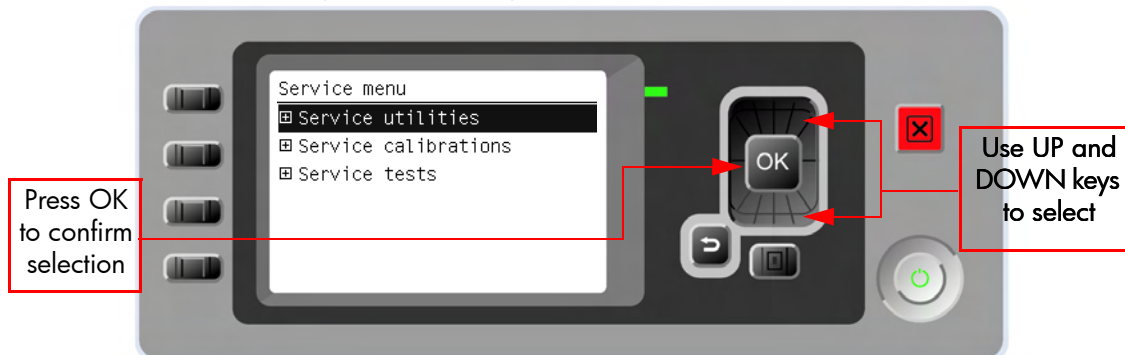 Service menu
Service utilities
Service calibrations
Service tests
OK
Press OK
to confirm
selection
Use UP and
DOWN keys
to select